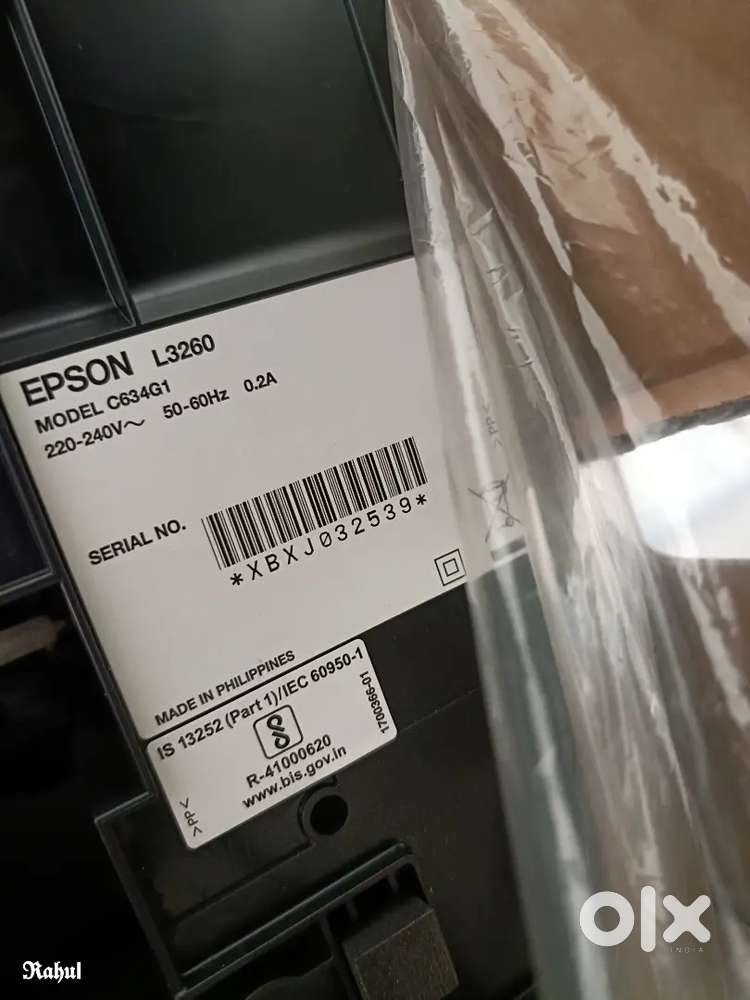 EPSON L3260
MODEL C634G1
220-240V～ 50-60Hz 0.2A
SERIAL NO.
*XBXJ032539*
MADE IN PHILIPPINES
IS 13252 (Part 1)/IEC 60950-1
R-41000620
www.bis.gov.in
1700366-01
>PP<
>PP<
olx
INDIA
Rahul